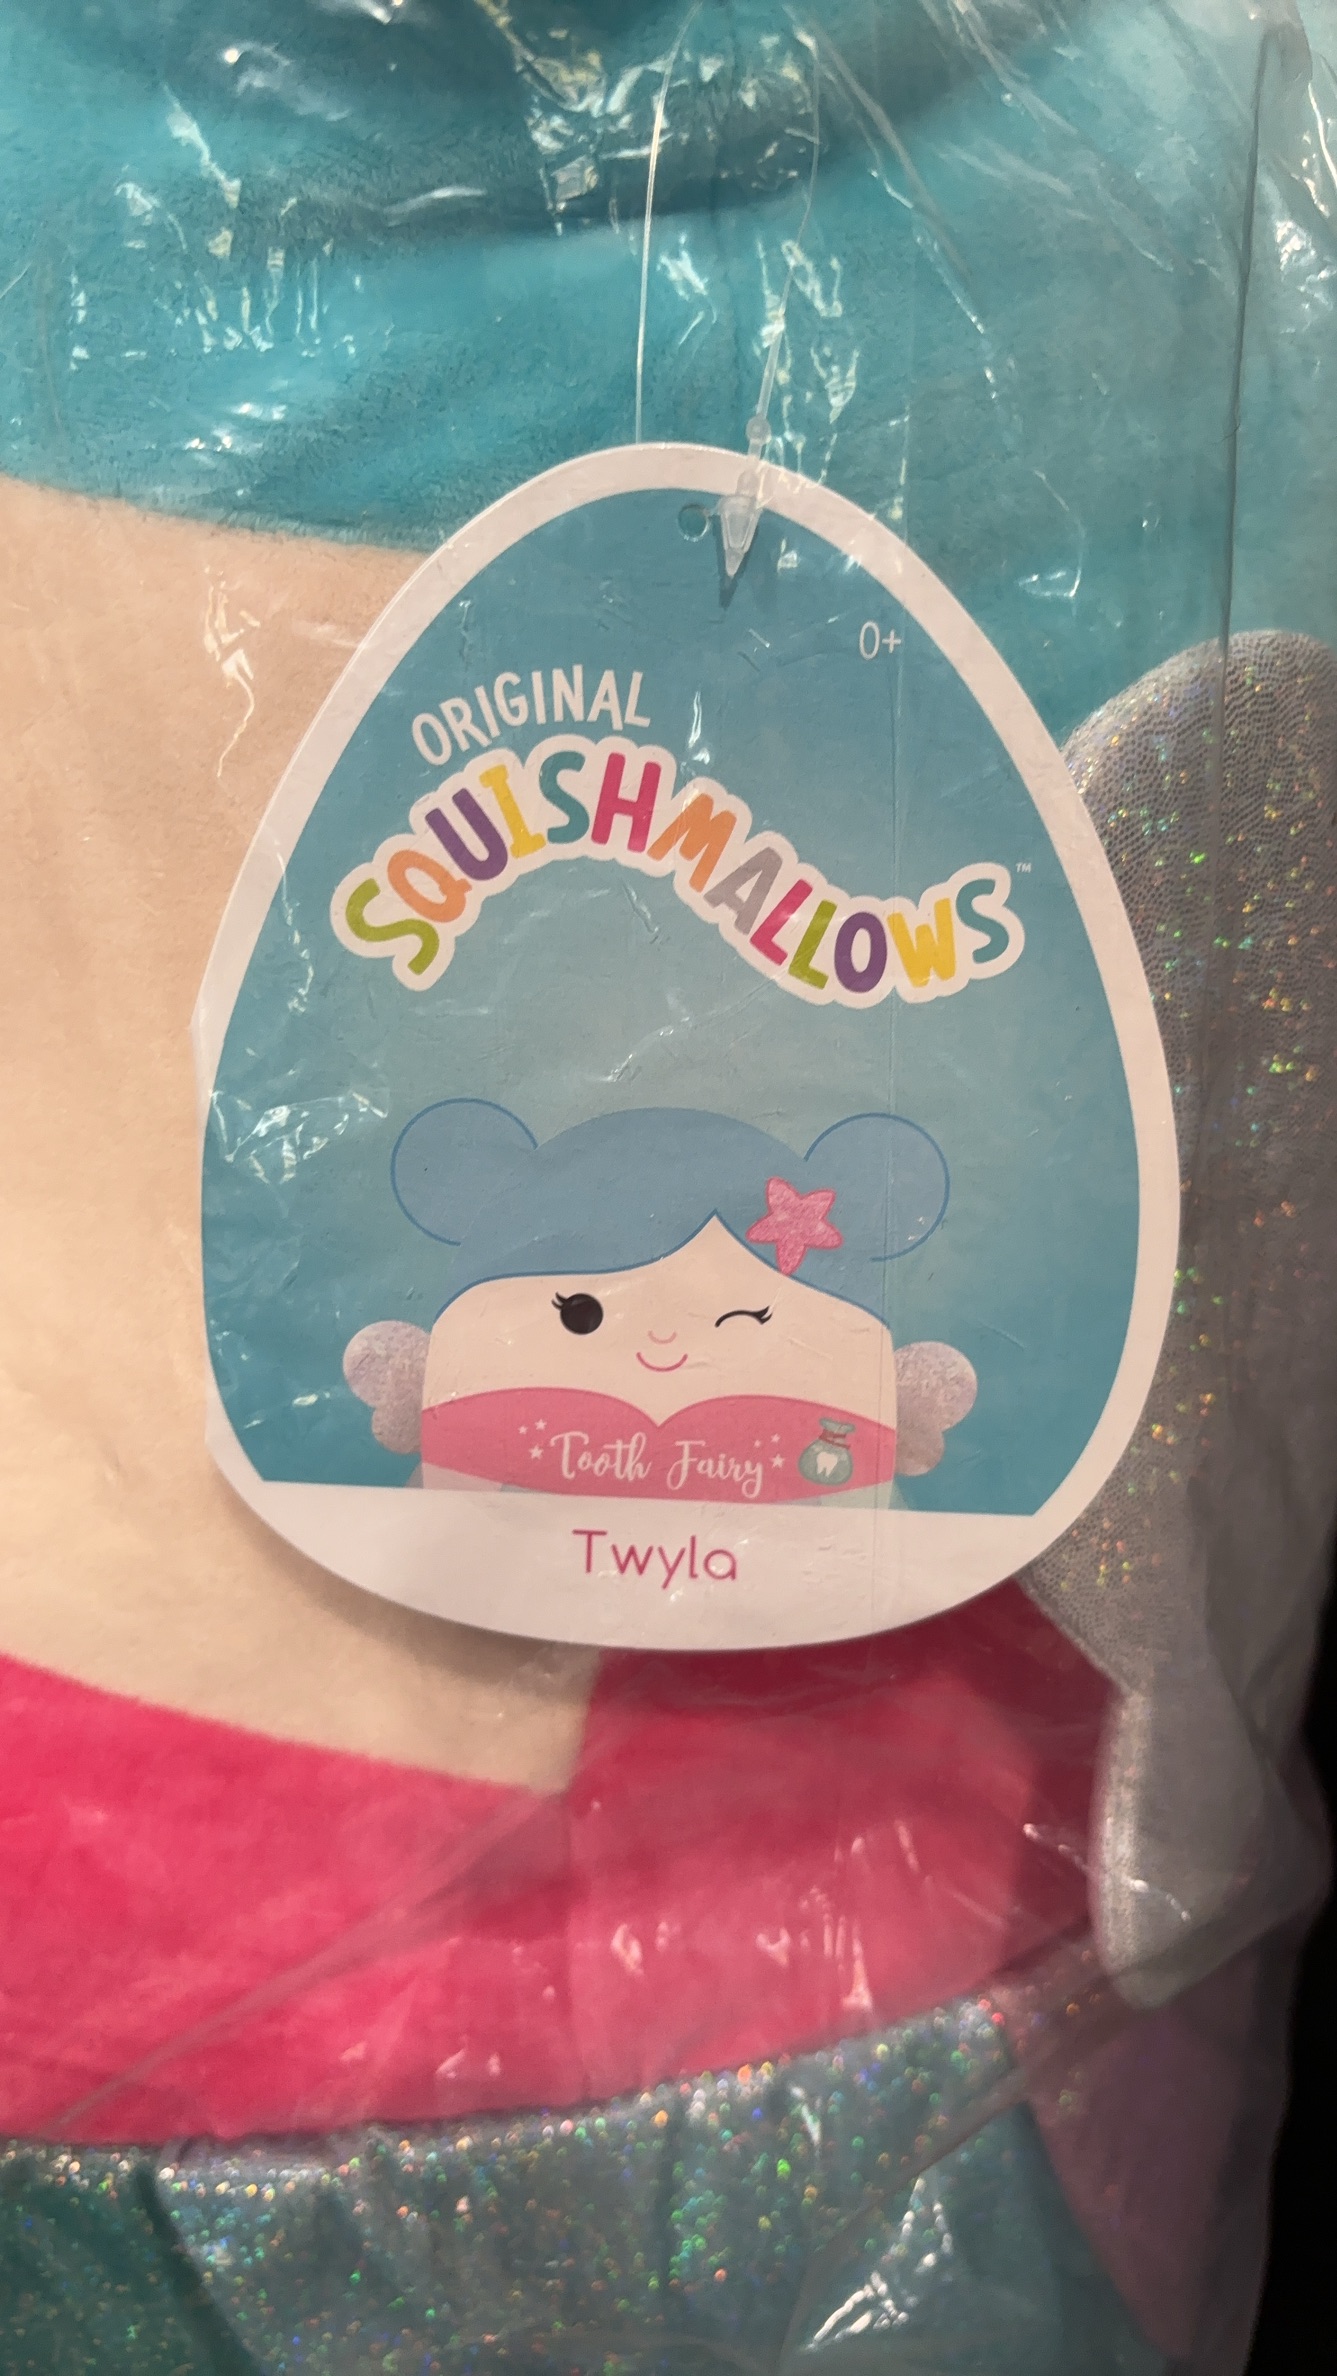 0+
ORIGINAL
SQUISHMALLOWS™
Tooth Fairy
Twyla